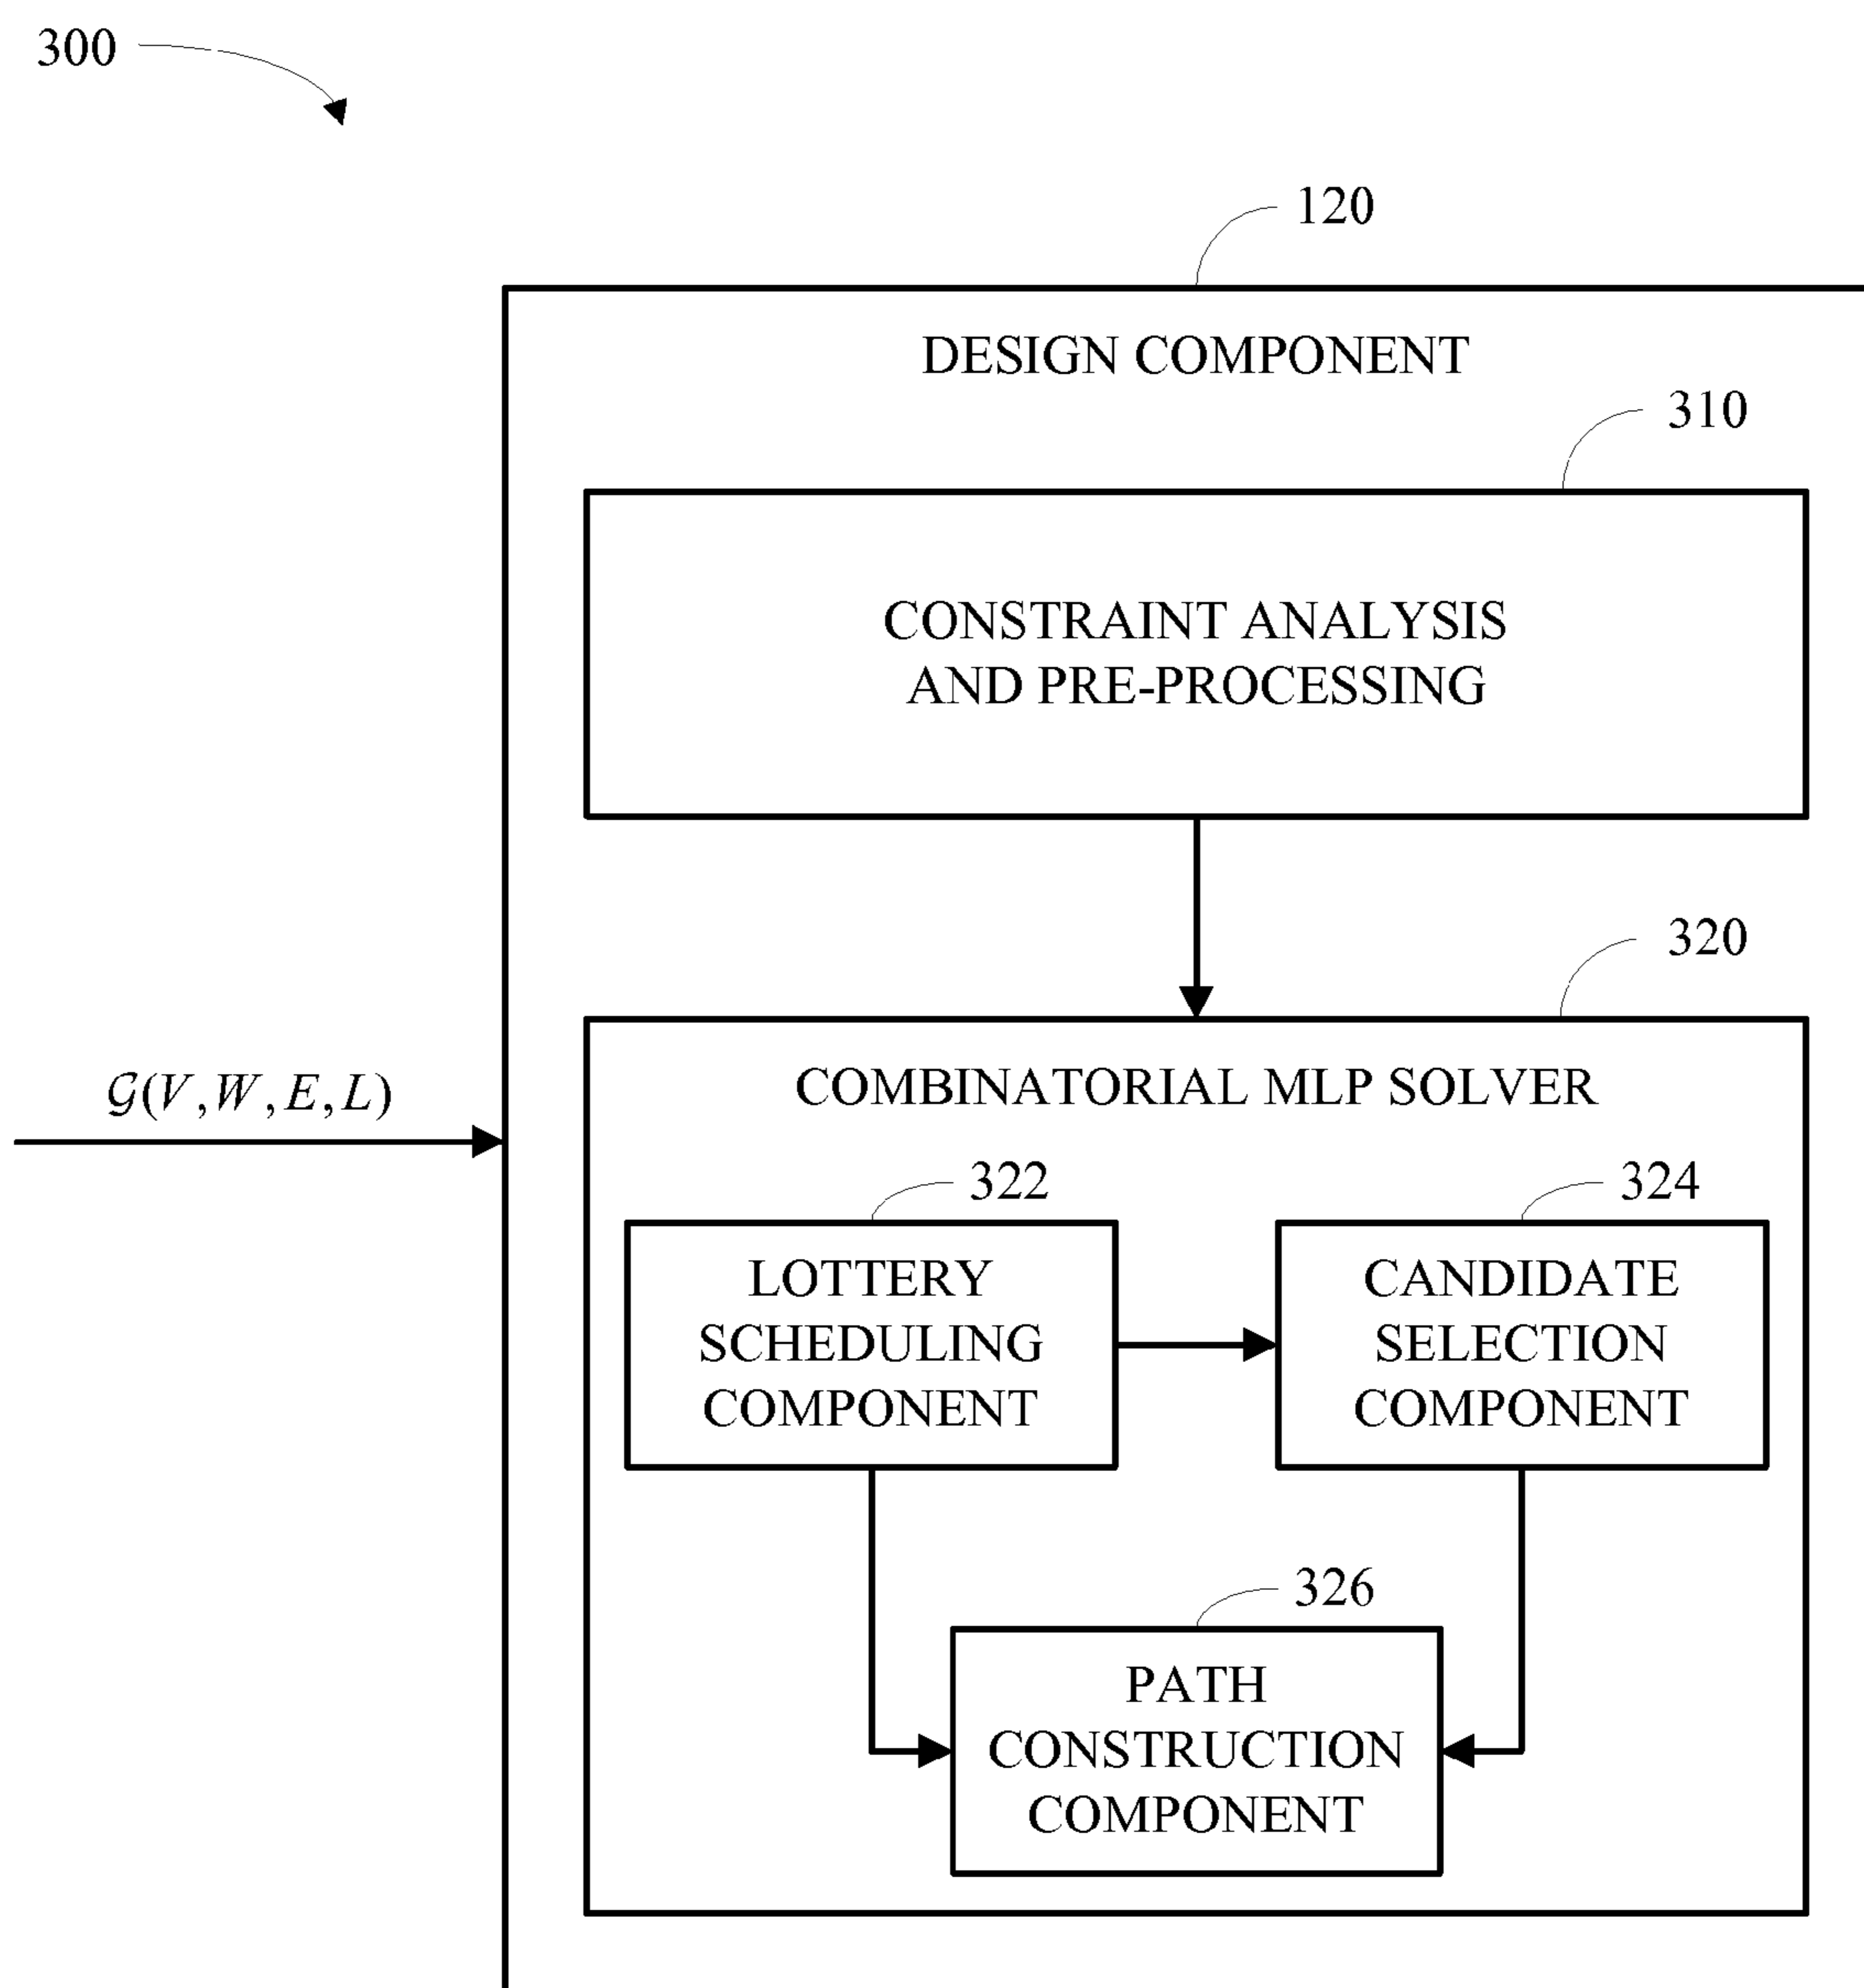 300
120
DESIGN COMPONENT
310
CONSTRAINT ANALYSIS
AND PRE-PROCESSING
320
𝒢(V,W,E,L)
COMBINATORIAL MLP SOLVER
322
324
LOTTERY
SCHEDULING
COMPONENT
CANDIDATE
SELECTION
COMPONENT
326
PATH
CONSTRUCTION
COMPONENT